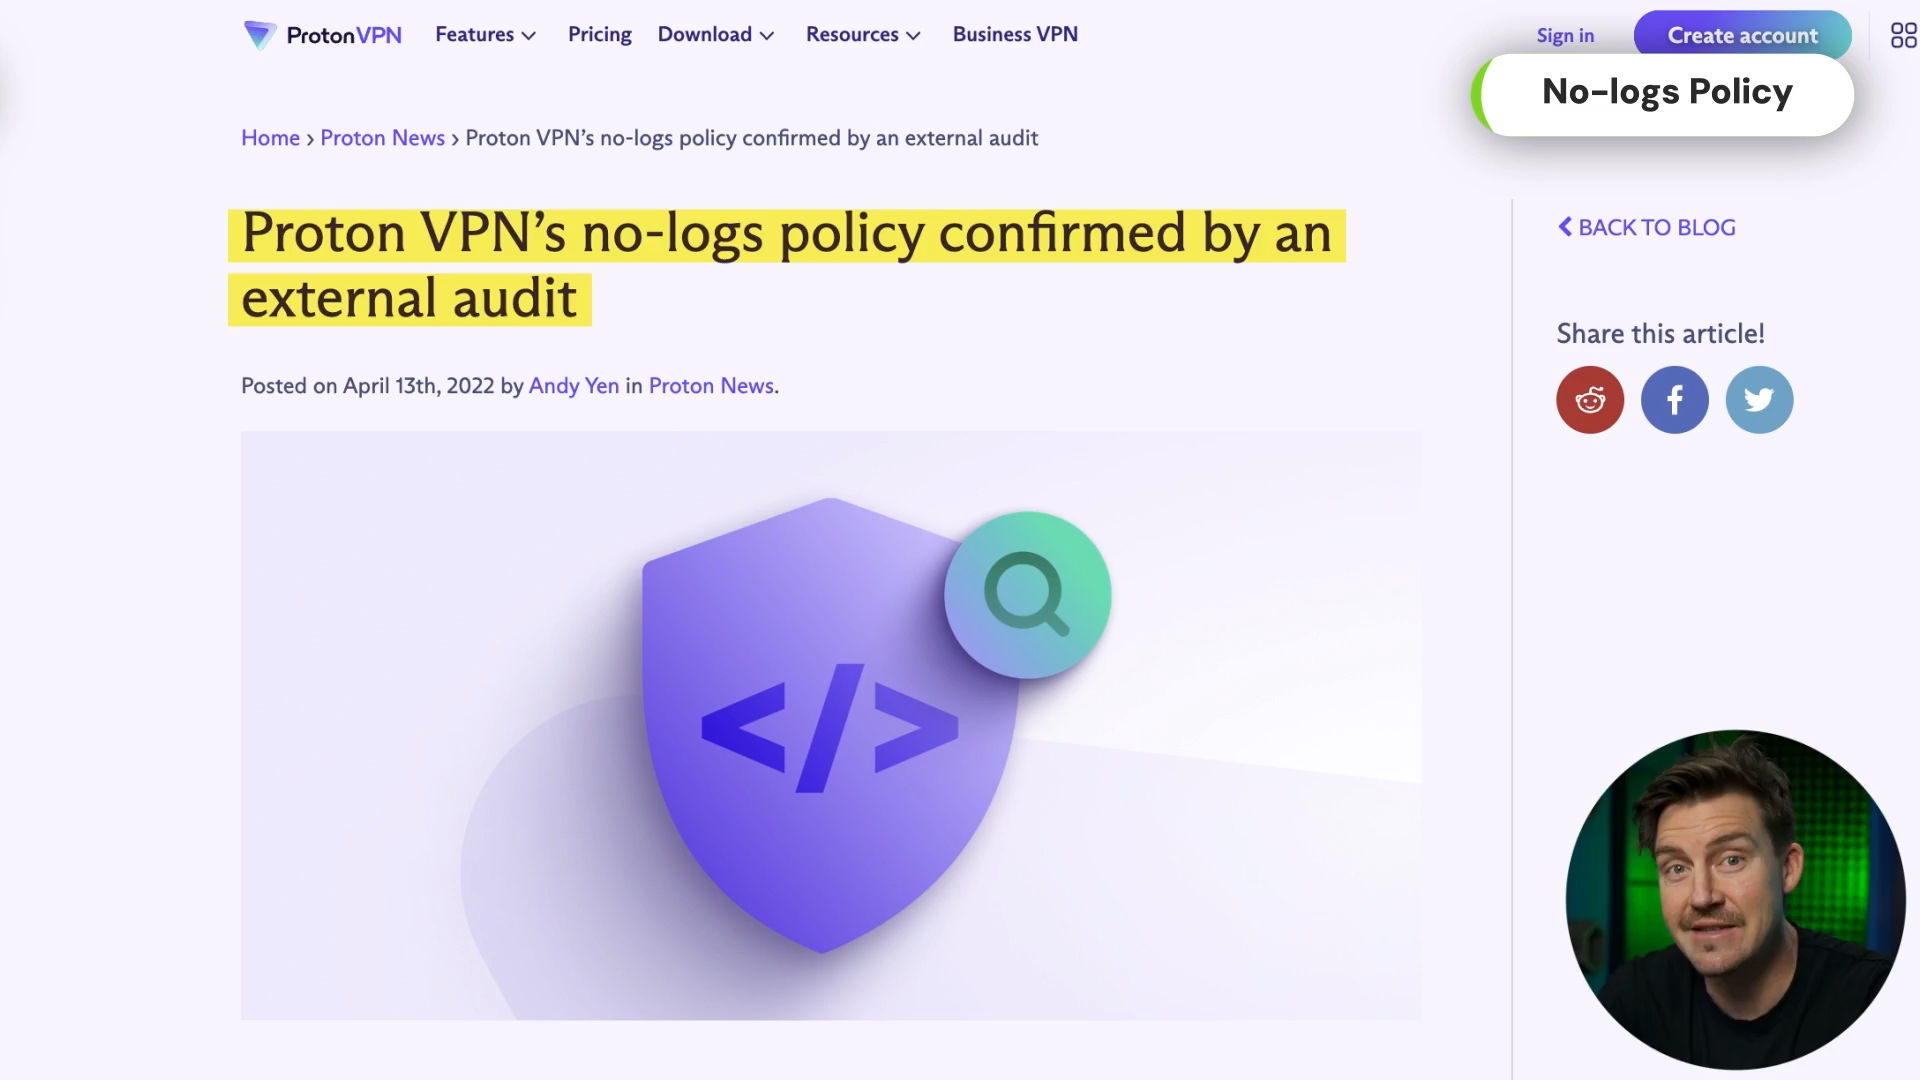 ProtonVPN Features Pricing Download Resources Business VPN Sign in Create account
No-logs Policy
Home › Proton News › Proton VPN’s no-logs policy confirmed by an external audit
Proton VPN’s no-logs policy confirmed by an
external audit
BACK TO BLOG
Posted on April 13th, 2022 by Andy Yen in Proton News.
Share this article!
</>